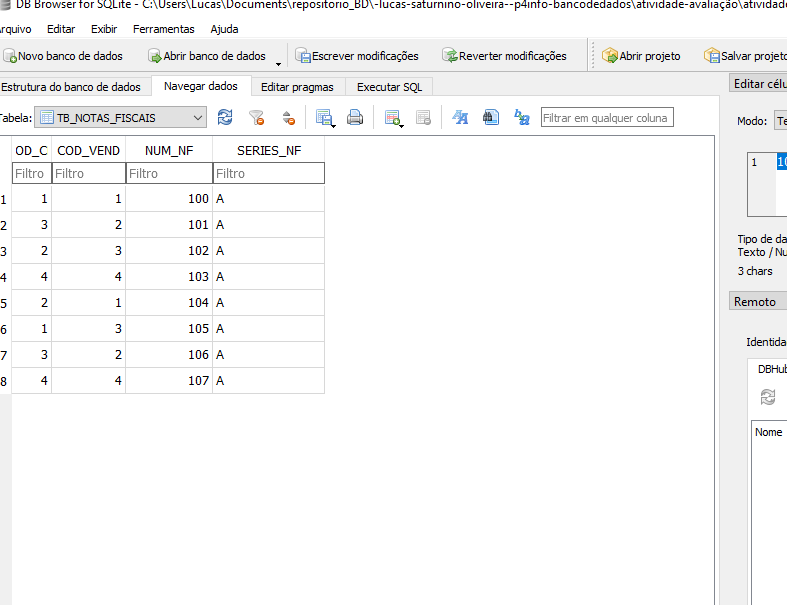 DB Browser for SQLite - C:\Users\Lucas\Documents\repositorio_BD\-lucas-saturnino-oliveira--p4info-bancodedados\atividade-avaliação\atividade
rquivo Editar Exibir Ferramentas Ajuda
Novo banco de dados Abrir banco de dados Escrever modificações Reverter modificações Abrir projeto Salvar projeto
Estrutura do banco de dados Navegar dados Editar pragmas Executar SQL
Editar célu
Tabela: TB_NOTAS_FISCAIS Filtrar em qualquer coluna
Modo: Te
OD_C COD_VEND NUM_NF SERIES_NF
Filtro Filtro Filtro Filtro
1 10
1 1 1 100 A
2 3 2 101 A
3 2 3 102 A
4 4 4 103 A
5 2 1 104 A
6 1 3 105 A
7 3 2 106 A
8 4 4 107 A
Tipo de da
Texto / Nu
3 chars
Remoto
Identida
DBHub
Nome